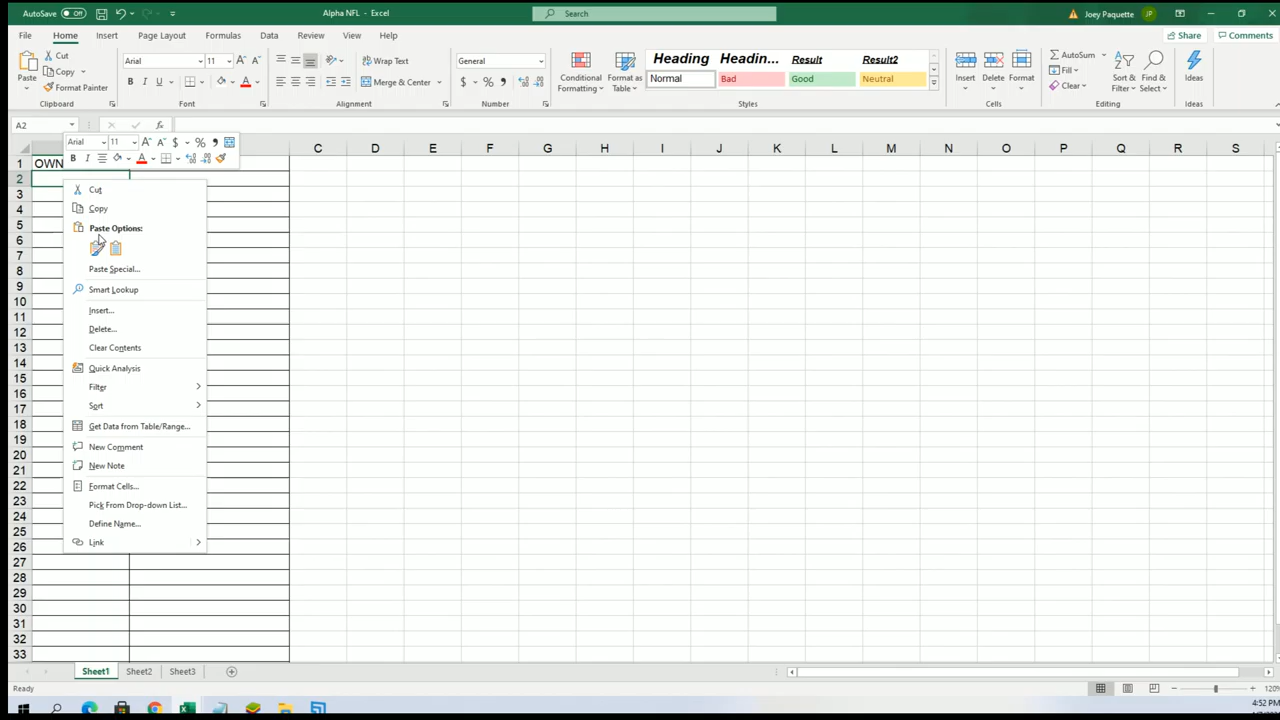 AutoSave Off Alpha NFL - Excel Search Joey Paquette JP
File Home Insert Page Layout Formulas Data Review View Help Share Comments
Paste Cut Copy Format Painter Clipboard
Arial 11 A A B I U A Font
Wrap Text Merge & Center Alignment
General $ % Number
Conditional Formatting Format as Table
Heading Headin... Result Result2
Normal Bad Good Neutral
Styles
Insert Delete Format Cells
AutoSum Fill Clear Sort & Filter Find & Select Editing
Ideas Ideas
A2 fx
Arial 11 A A $ %
B I A
C D E F G H I J K L M N O P Q R S
1 OWN
2
3
4
5
6
7
8
9
10
11
12
13
14
15
16
17
18
19
20
21
22
23
24
25
26
27
28
29
30
31
32
33
Cut
Copy
Paste Options:
Paste Special...
Smart Lookup
Insert...
Delete...
Clear Contents
Quick Analysis
Filter
Sort
Get Data from Table/Range...
New Comment
New Note
Format Cells...
Pick From Drop-down List...
Define Name...
Link
Sheet1 Sheet2 Sheet3
Ready 120%
4:52 PM